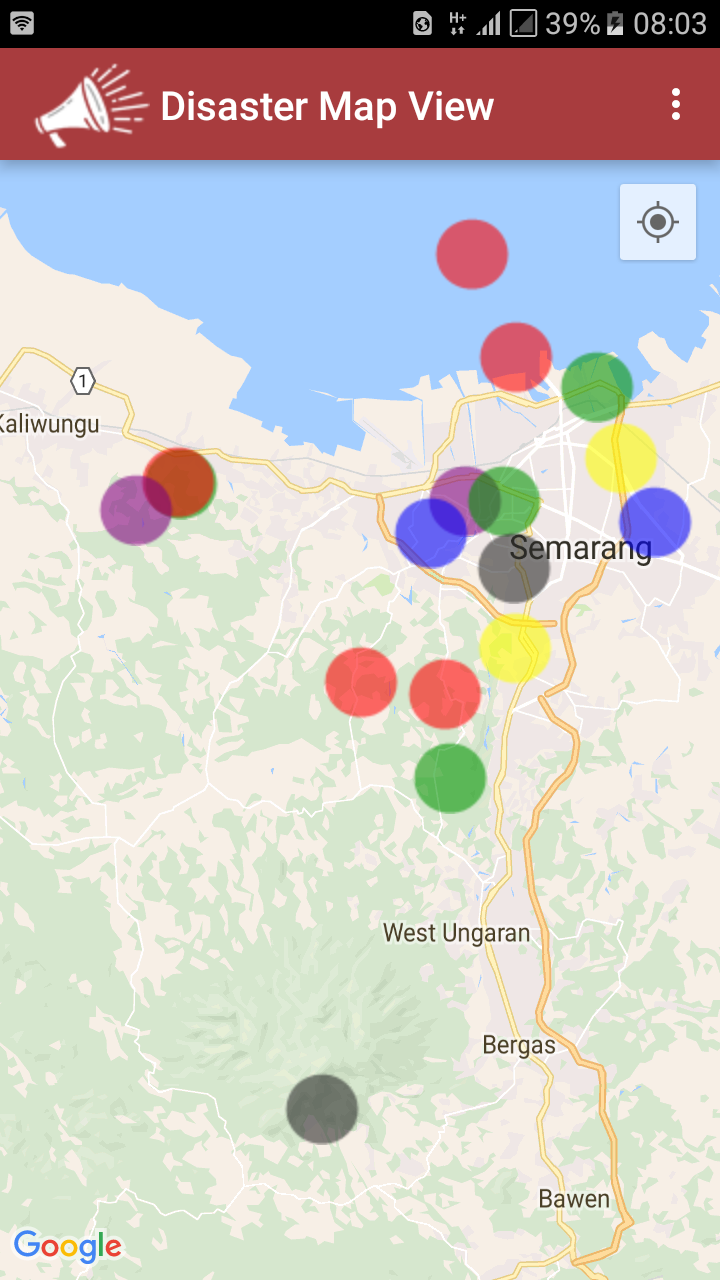 H+ 39% 08:03
Disaster Map View
1
Kaliwungu
Semarang
West Ungaran
Bergas
Bawen
Google